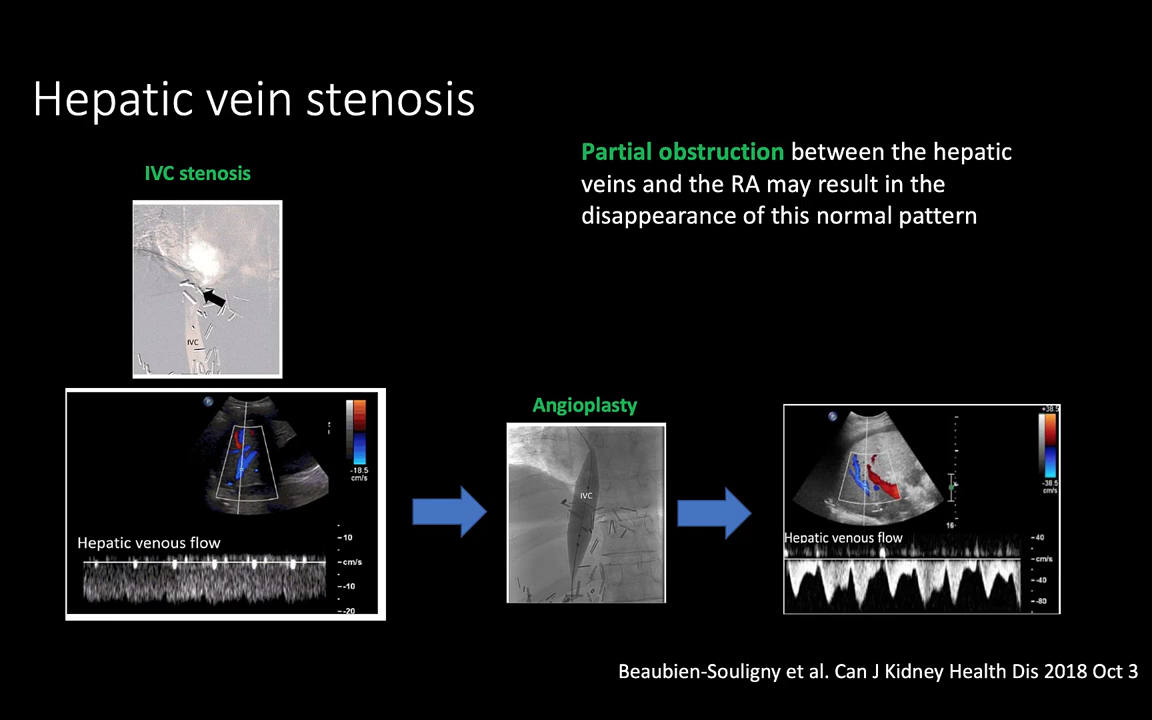 Hepatic vein stenosis
Partial obstruction between the hepatic
veins and the RA may result in the
disappearance of this normal pattern
IVC stenosis
IVC
-18.5
cm/s
Hepatic venous flow
10
cm/s
-10
-20
Angioplasty
IVC
+38.5
-38.5
cm/s
16
Hepatic venous flow
40
cm/s
-40
-80
Beaubien-Souligny et al. Can J Kidney Health Dis 2018 Oct 3